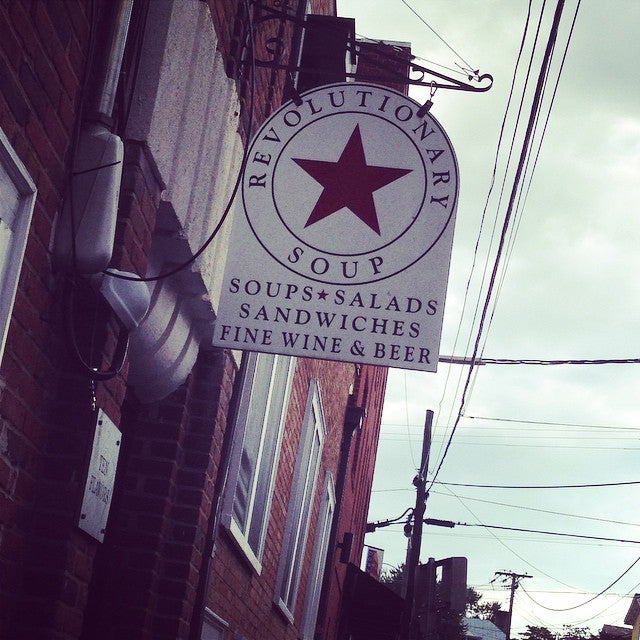 REVOLUTIONARY
SOUP
SOUPS★SALADS
SANDWICHES
FINE WINE & BEER